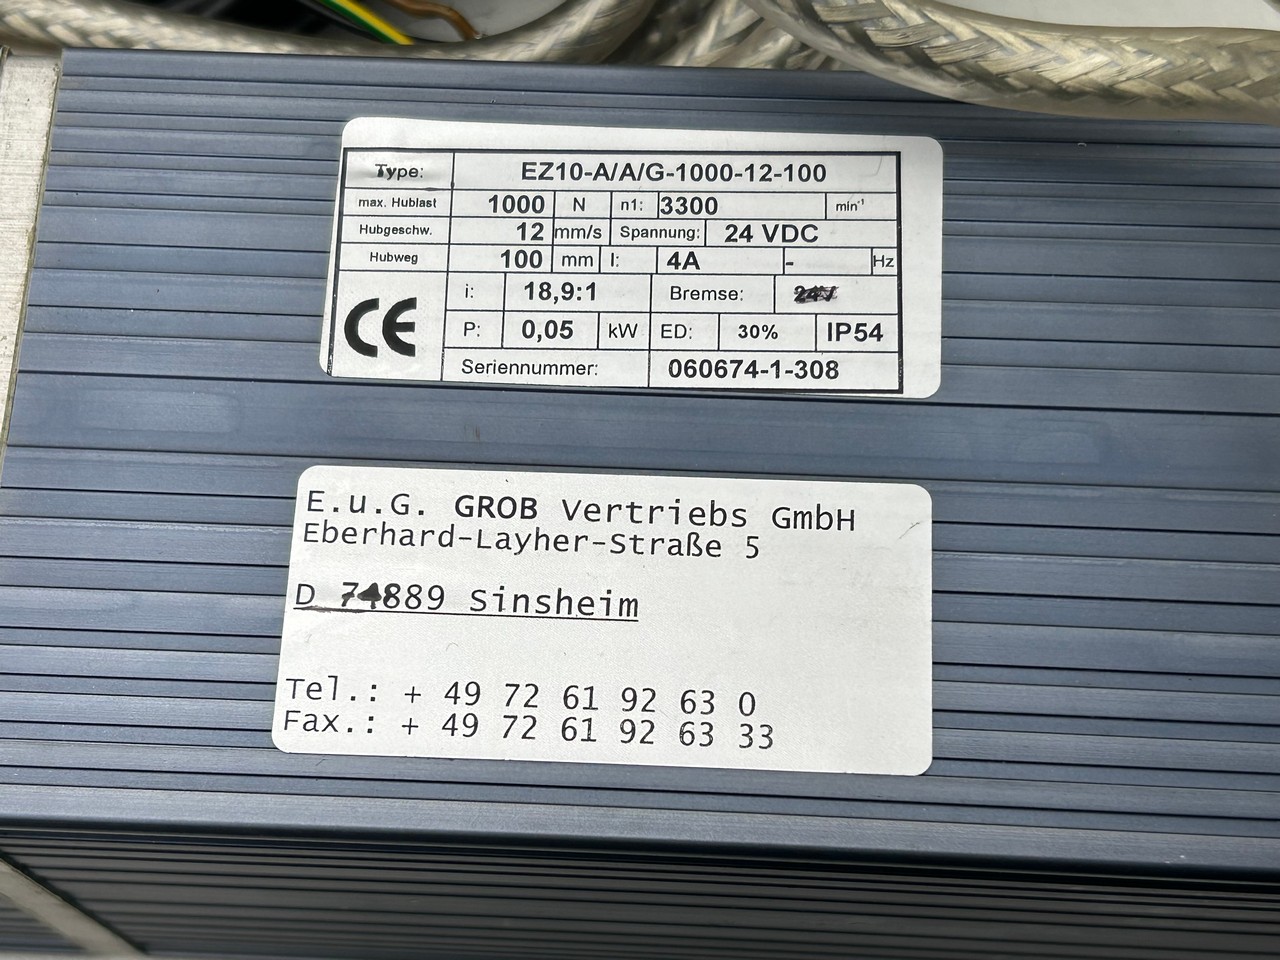 Type: EZ10-A/A/G-1000-12-100
max. Hublast 1000 N n1: 3300 min⁻¹
Hubgeschw. 12 mm/s Spannung: 24 VDC
Hubweg 100 mm I: 4A - Hz
i: 18,9:1 Bremse: 24V
CE P: 0,05 kW ED: 30% IP54
Seriennummer: 060674-1-308
E.u.G. GROB Vertriebs GmbH
Eberhard-Layher-Straße 5
D 74889 Sinsheim
Tel.: + 49 72 61 92 63 0
Fax.: + 49 72 61 92 63 33